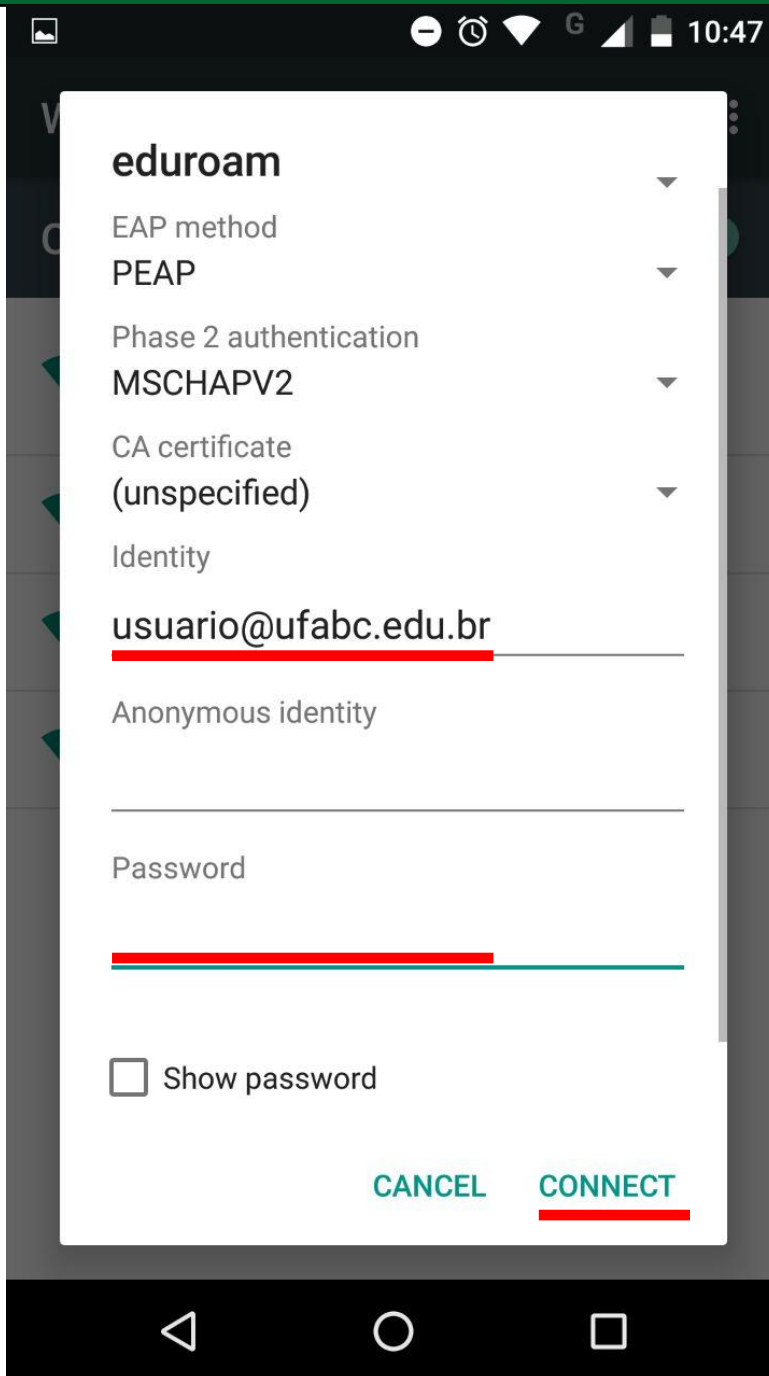 G 10:47
W
eduroam
EAP method
PEAP
Phase 2 authentication
MSCHAPV2
CA certificate
(unspecified)
Identity
usuario@ufabc.edu.br
Anonymous identity
Password
Show password
CANCEL CONNECT